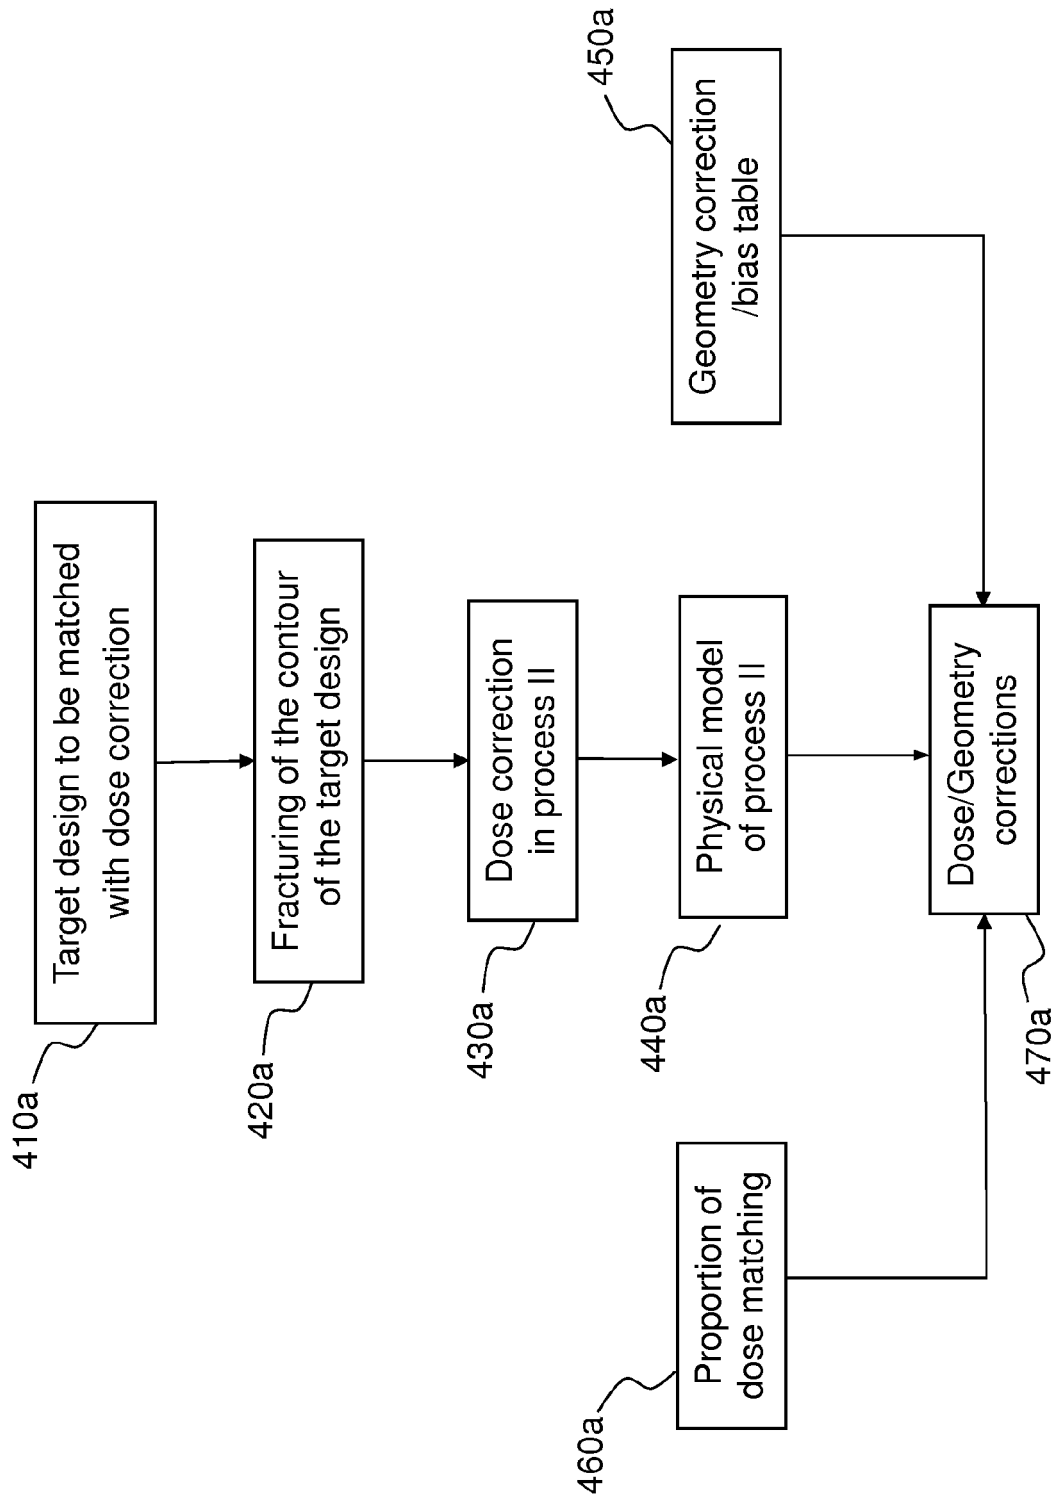 410a
Target design to be matched
with dose correction
420a
Fracturing of the contour
of the target design
430a
Dose correction
in process II
440a
Physical model
of process II
450a
Geometry correction
/bias table
460a
Proportion of
dose matching
470a
Dose/Geometry
corrections